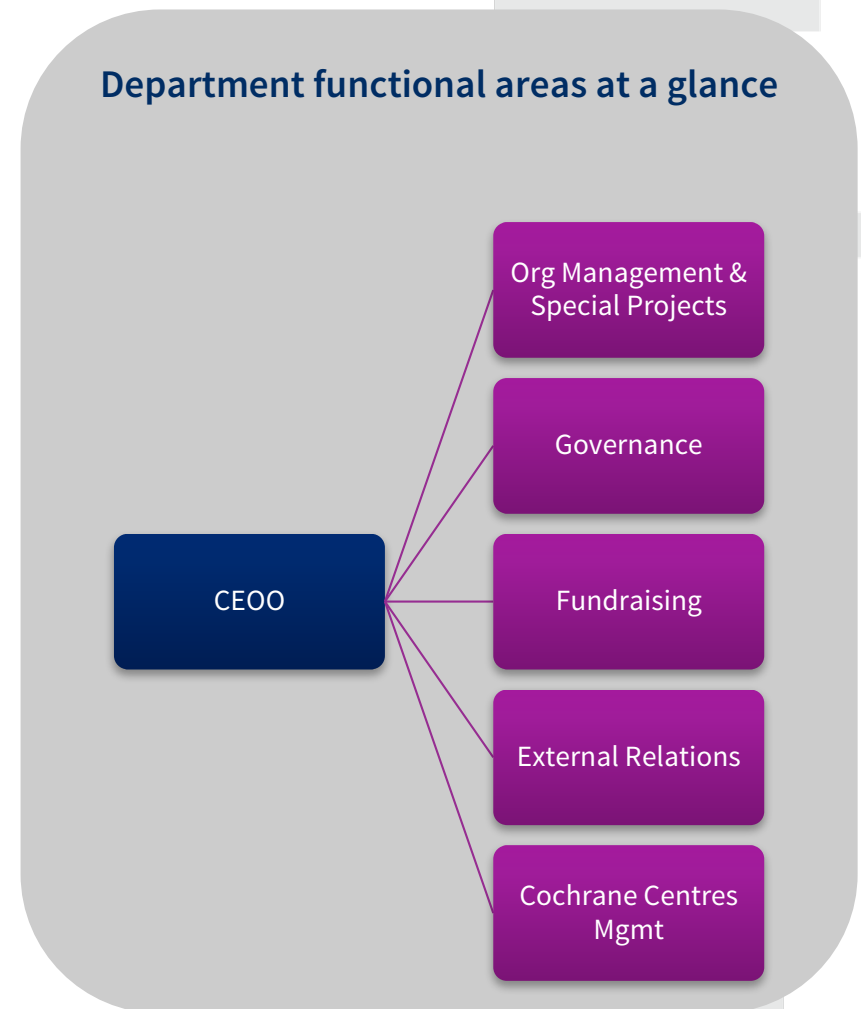 Department functional areas at a glance
Org Management &
Special Projects
Governance
CEOO
Fundraising
External Relations
Cochrane Centres
Mgmt